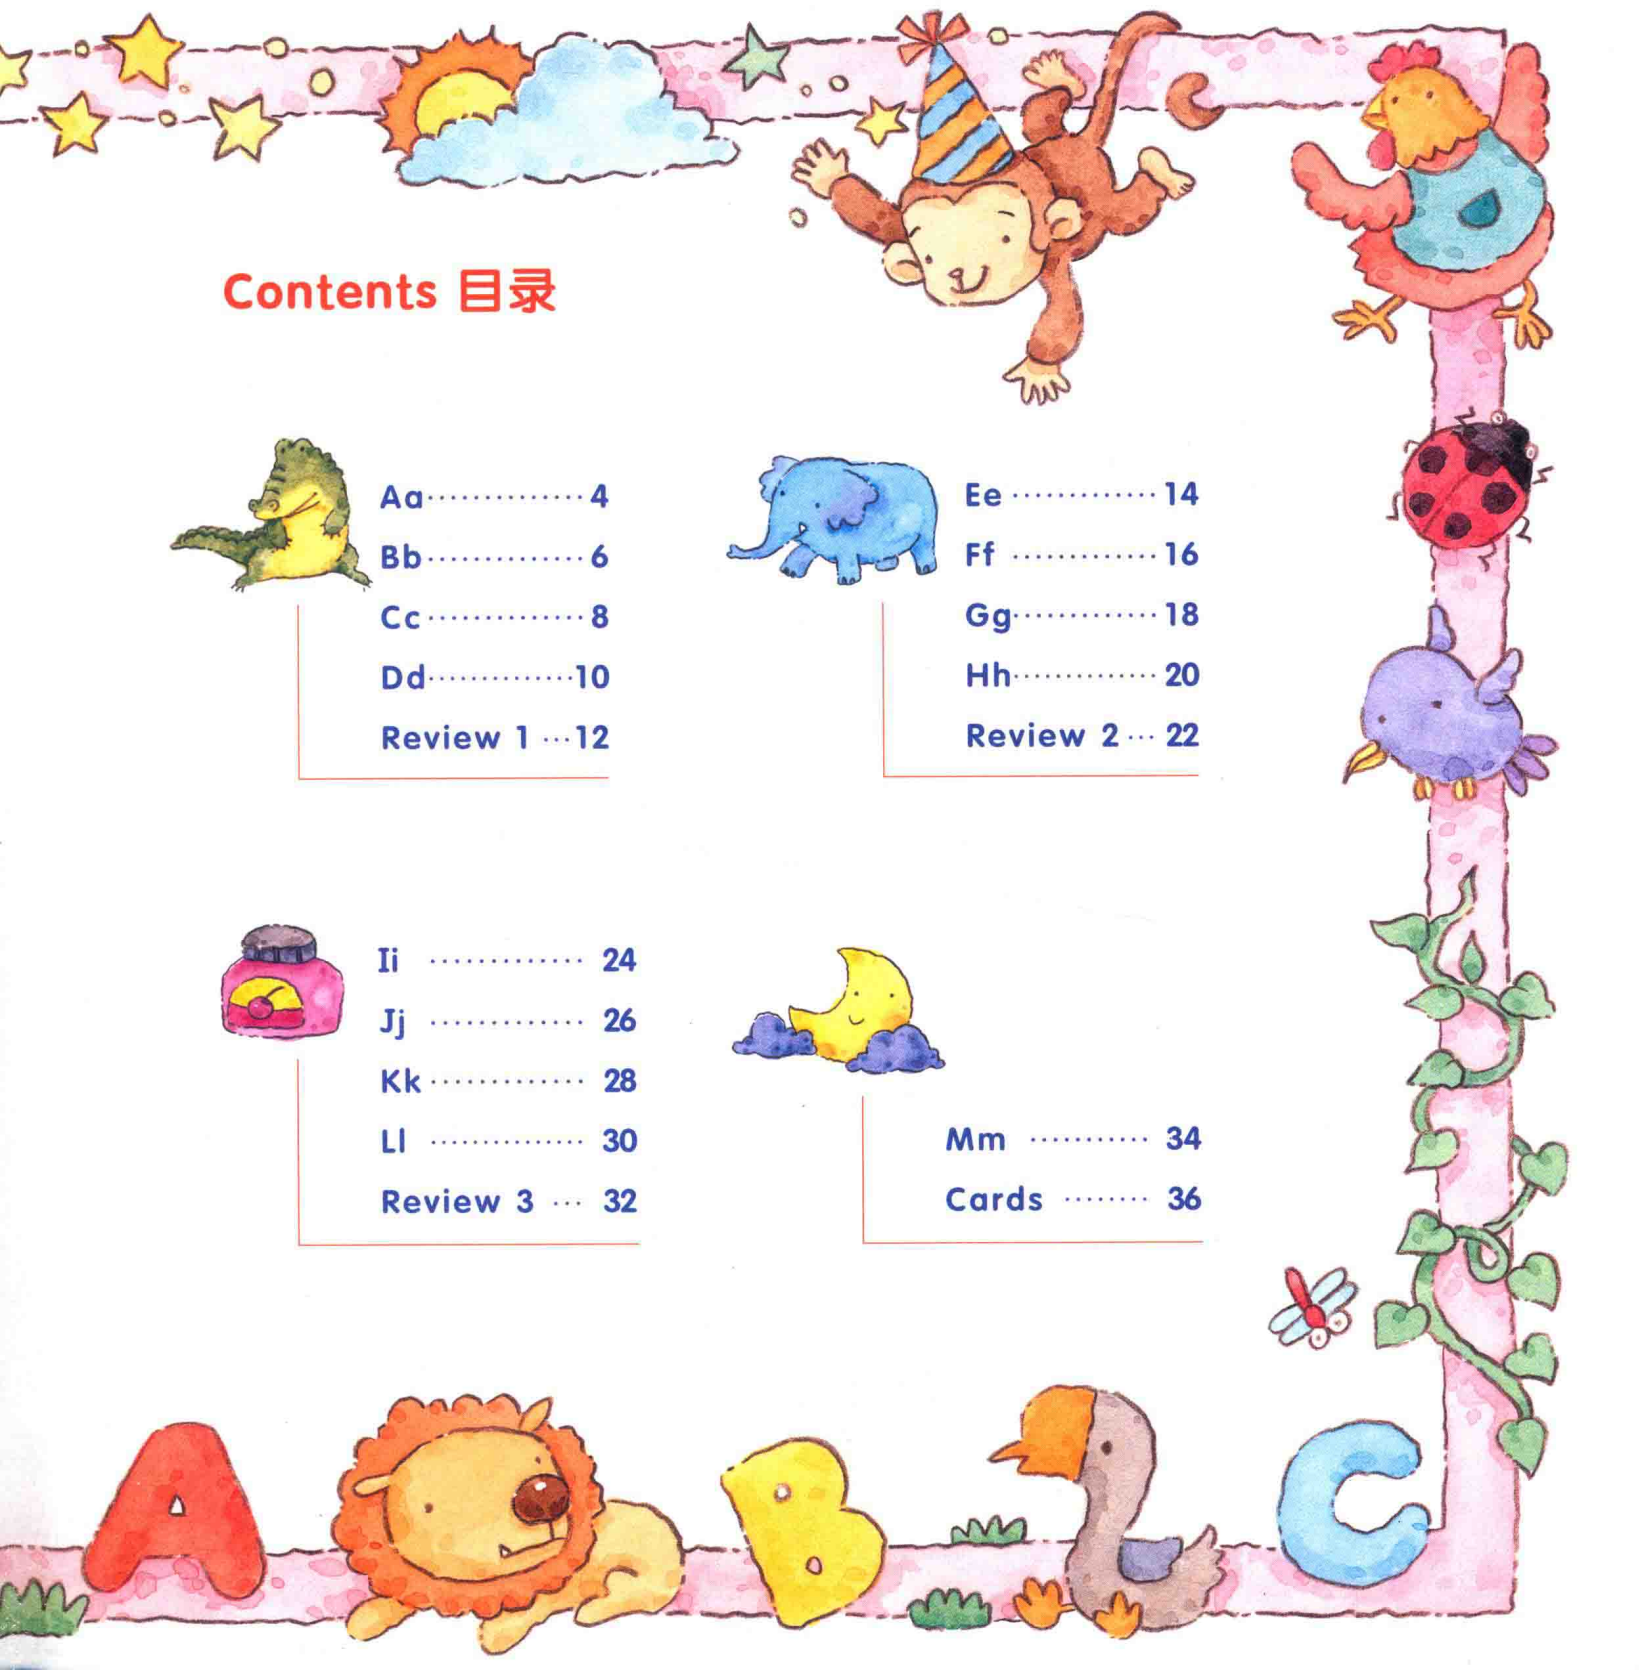 Contents 目录
Aa·············4
Bb·············6
Cc·············8
Dd·············10
Review 1 ···12
Ee ·············14
Ff ·············16
Gg·············18
Hh·············20
Review 2 ··· 22
Ii ············· 24
Jj ············· 26
Kk ············· 28
Ll ············· 30
Review 3 ··· 32
Mm ··········· 34
Cards ········ 36
A B C